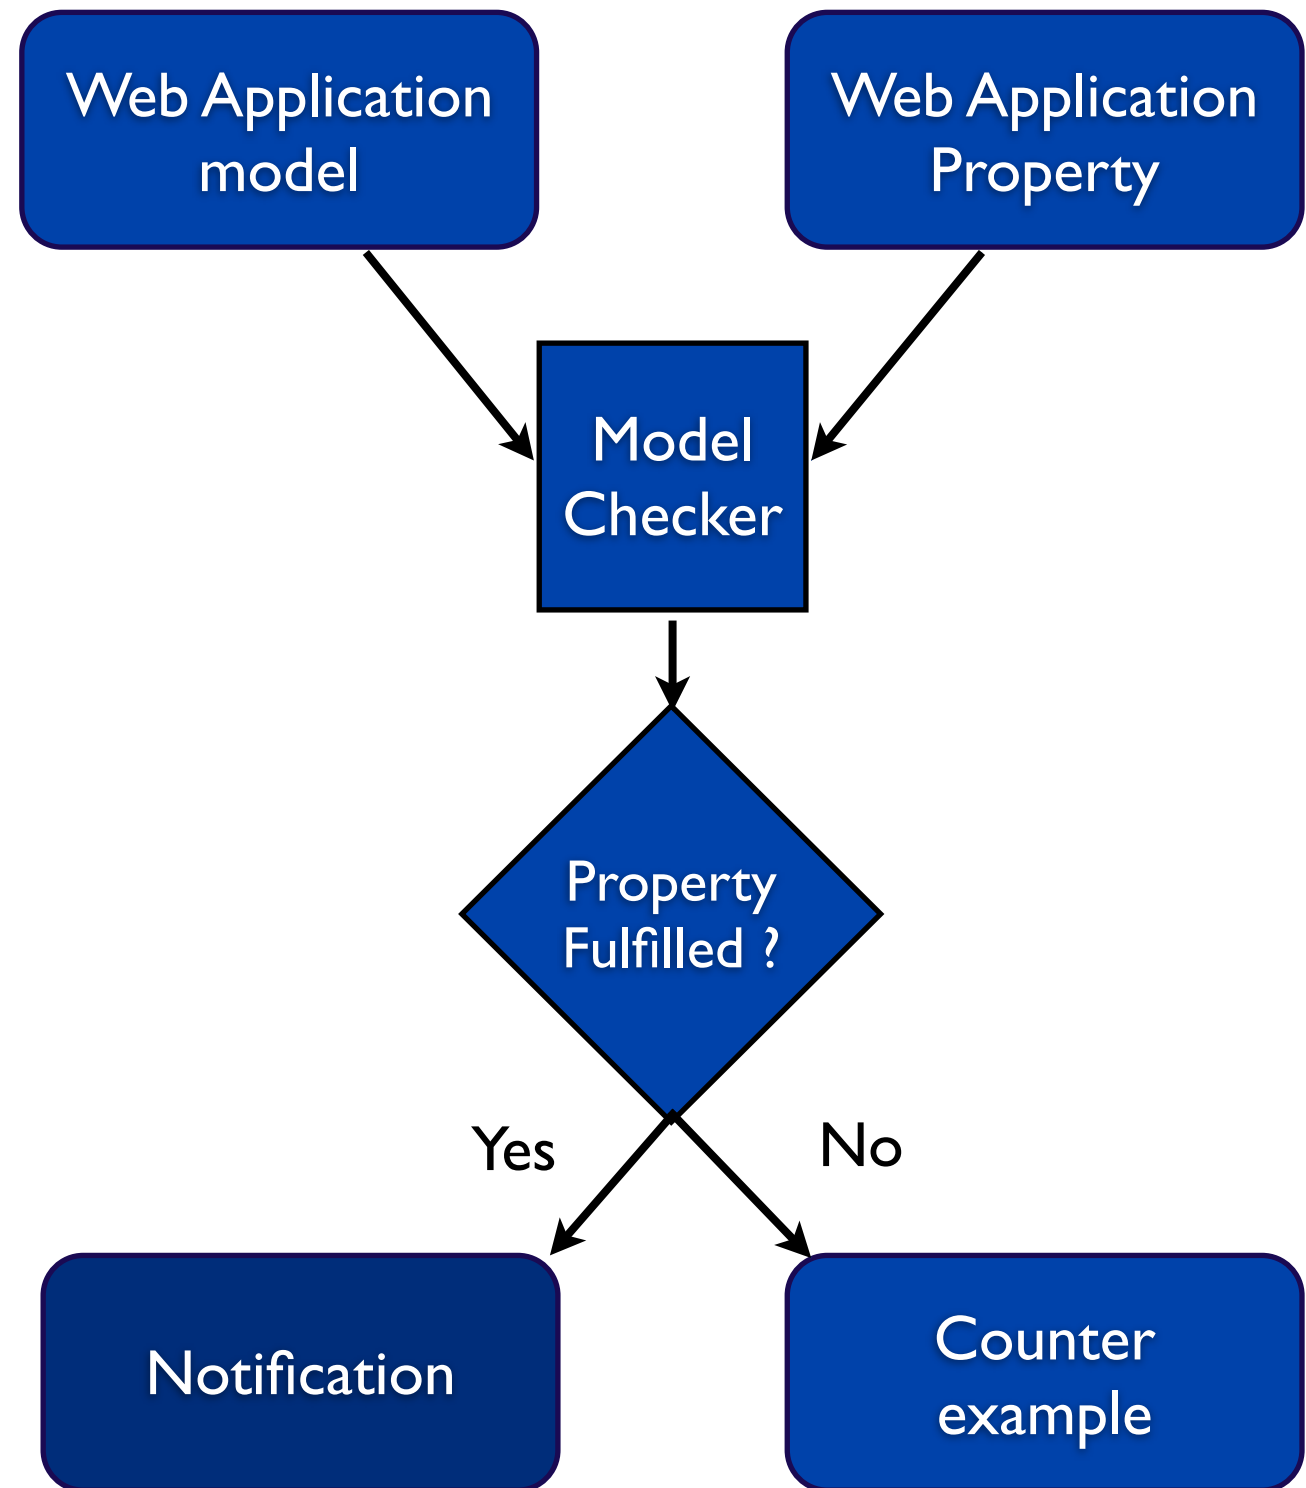 Web Application
model
Web Application
Property
Model
Checker
Property
Fulfilled ?
Yes
No
Notification
Counter
example